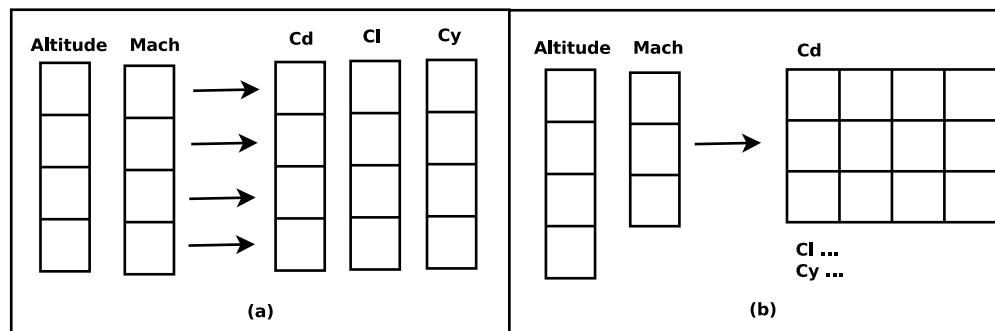 Altitude Mach Cd Cl Cy
(a)
Altitude Mach Cd
Cl ...
Cy ...
(b)